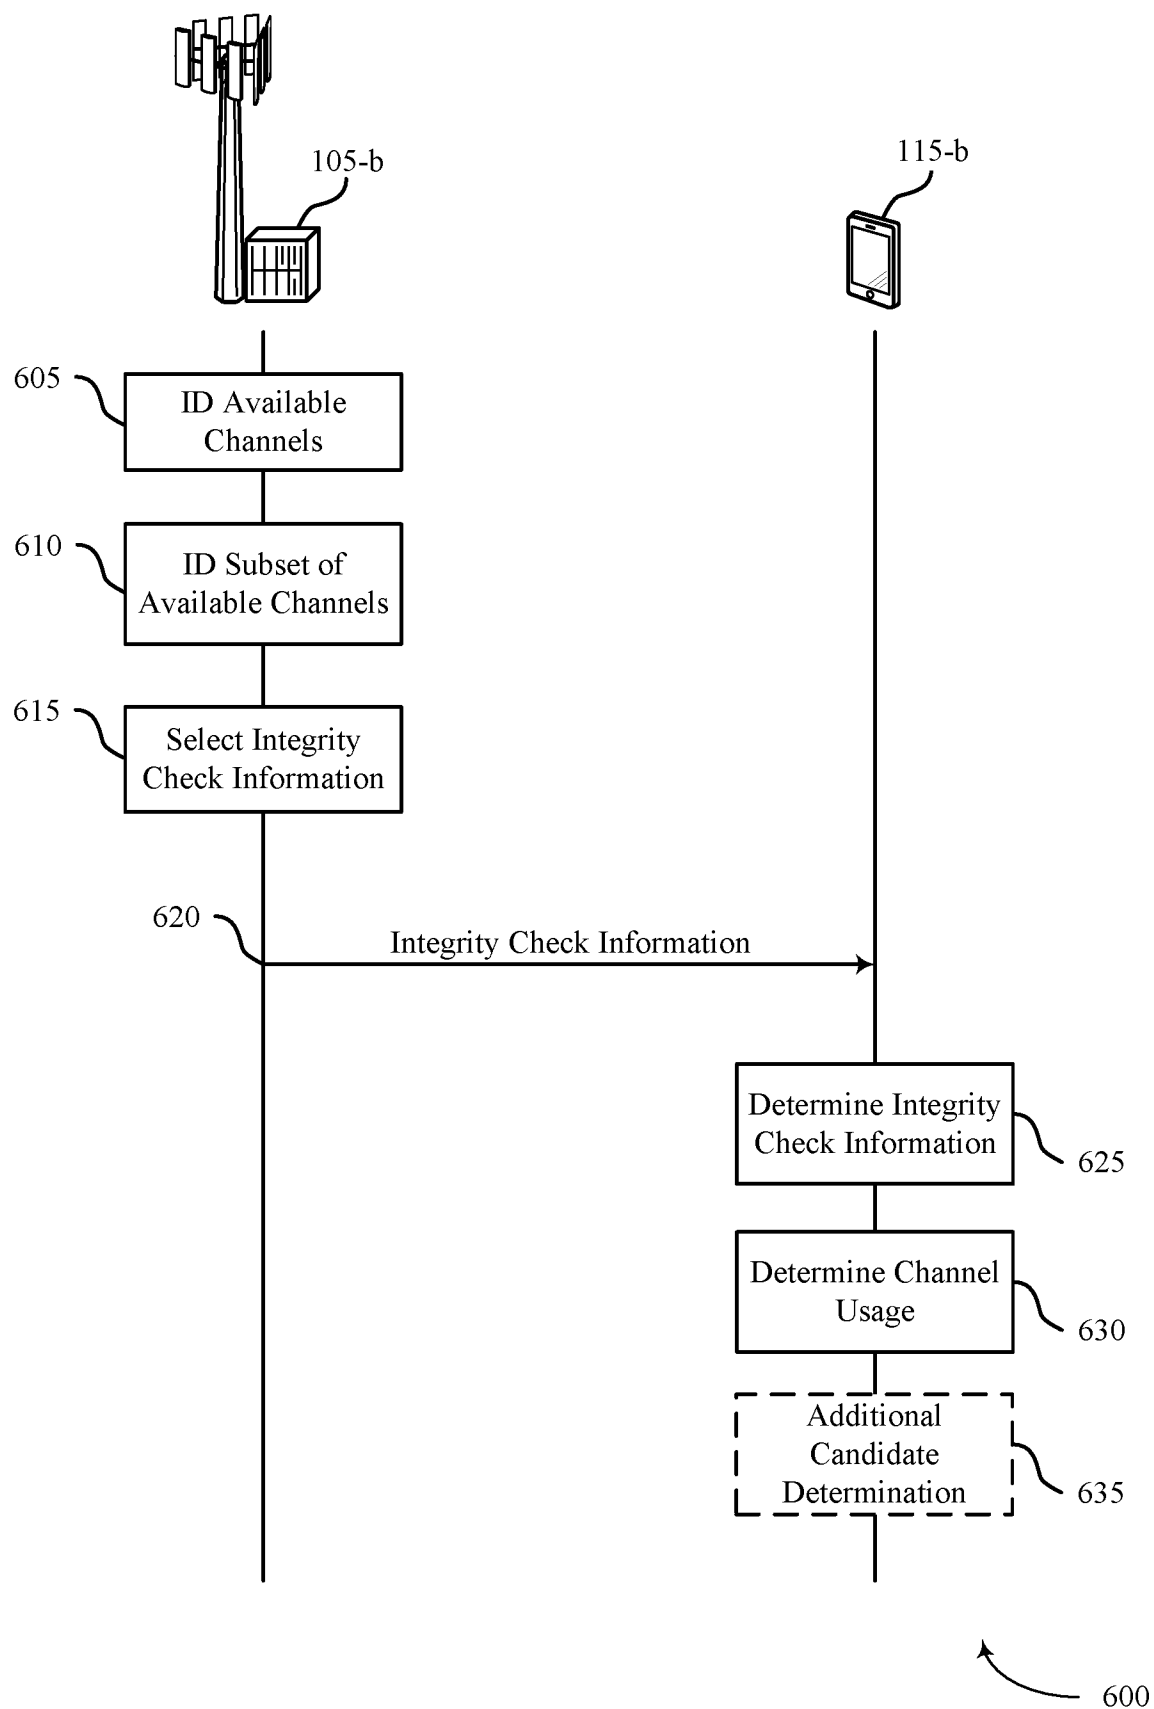 105-b
115-b
605
ID Available
Channels
610
ID Subset of
Available Channels
615
Select Integrity
Check Information
620
Integrity Check Information
Determine Integrity
Check Information
625
Determine Channel
Usage
630
Additional
Candidate
Determination
635
600